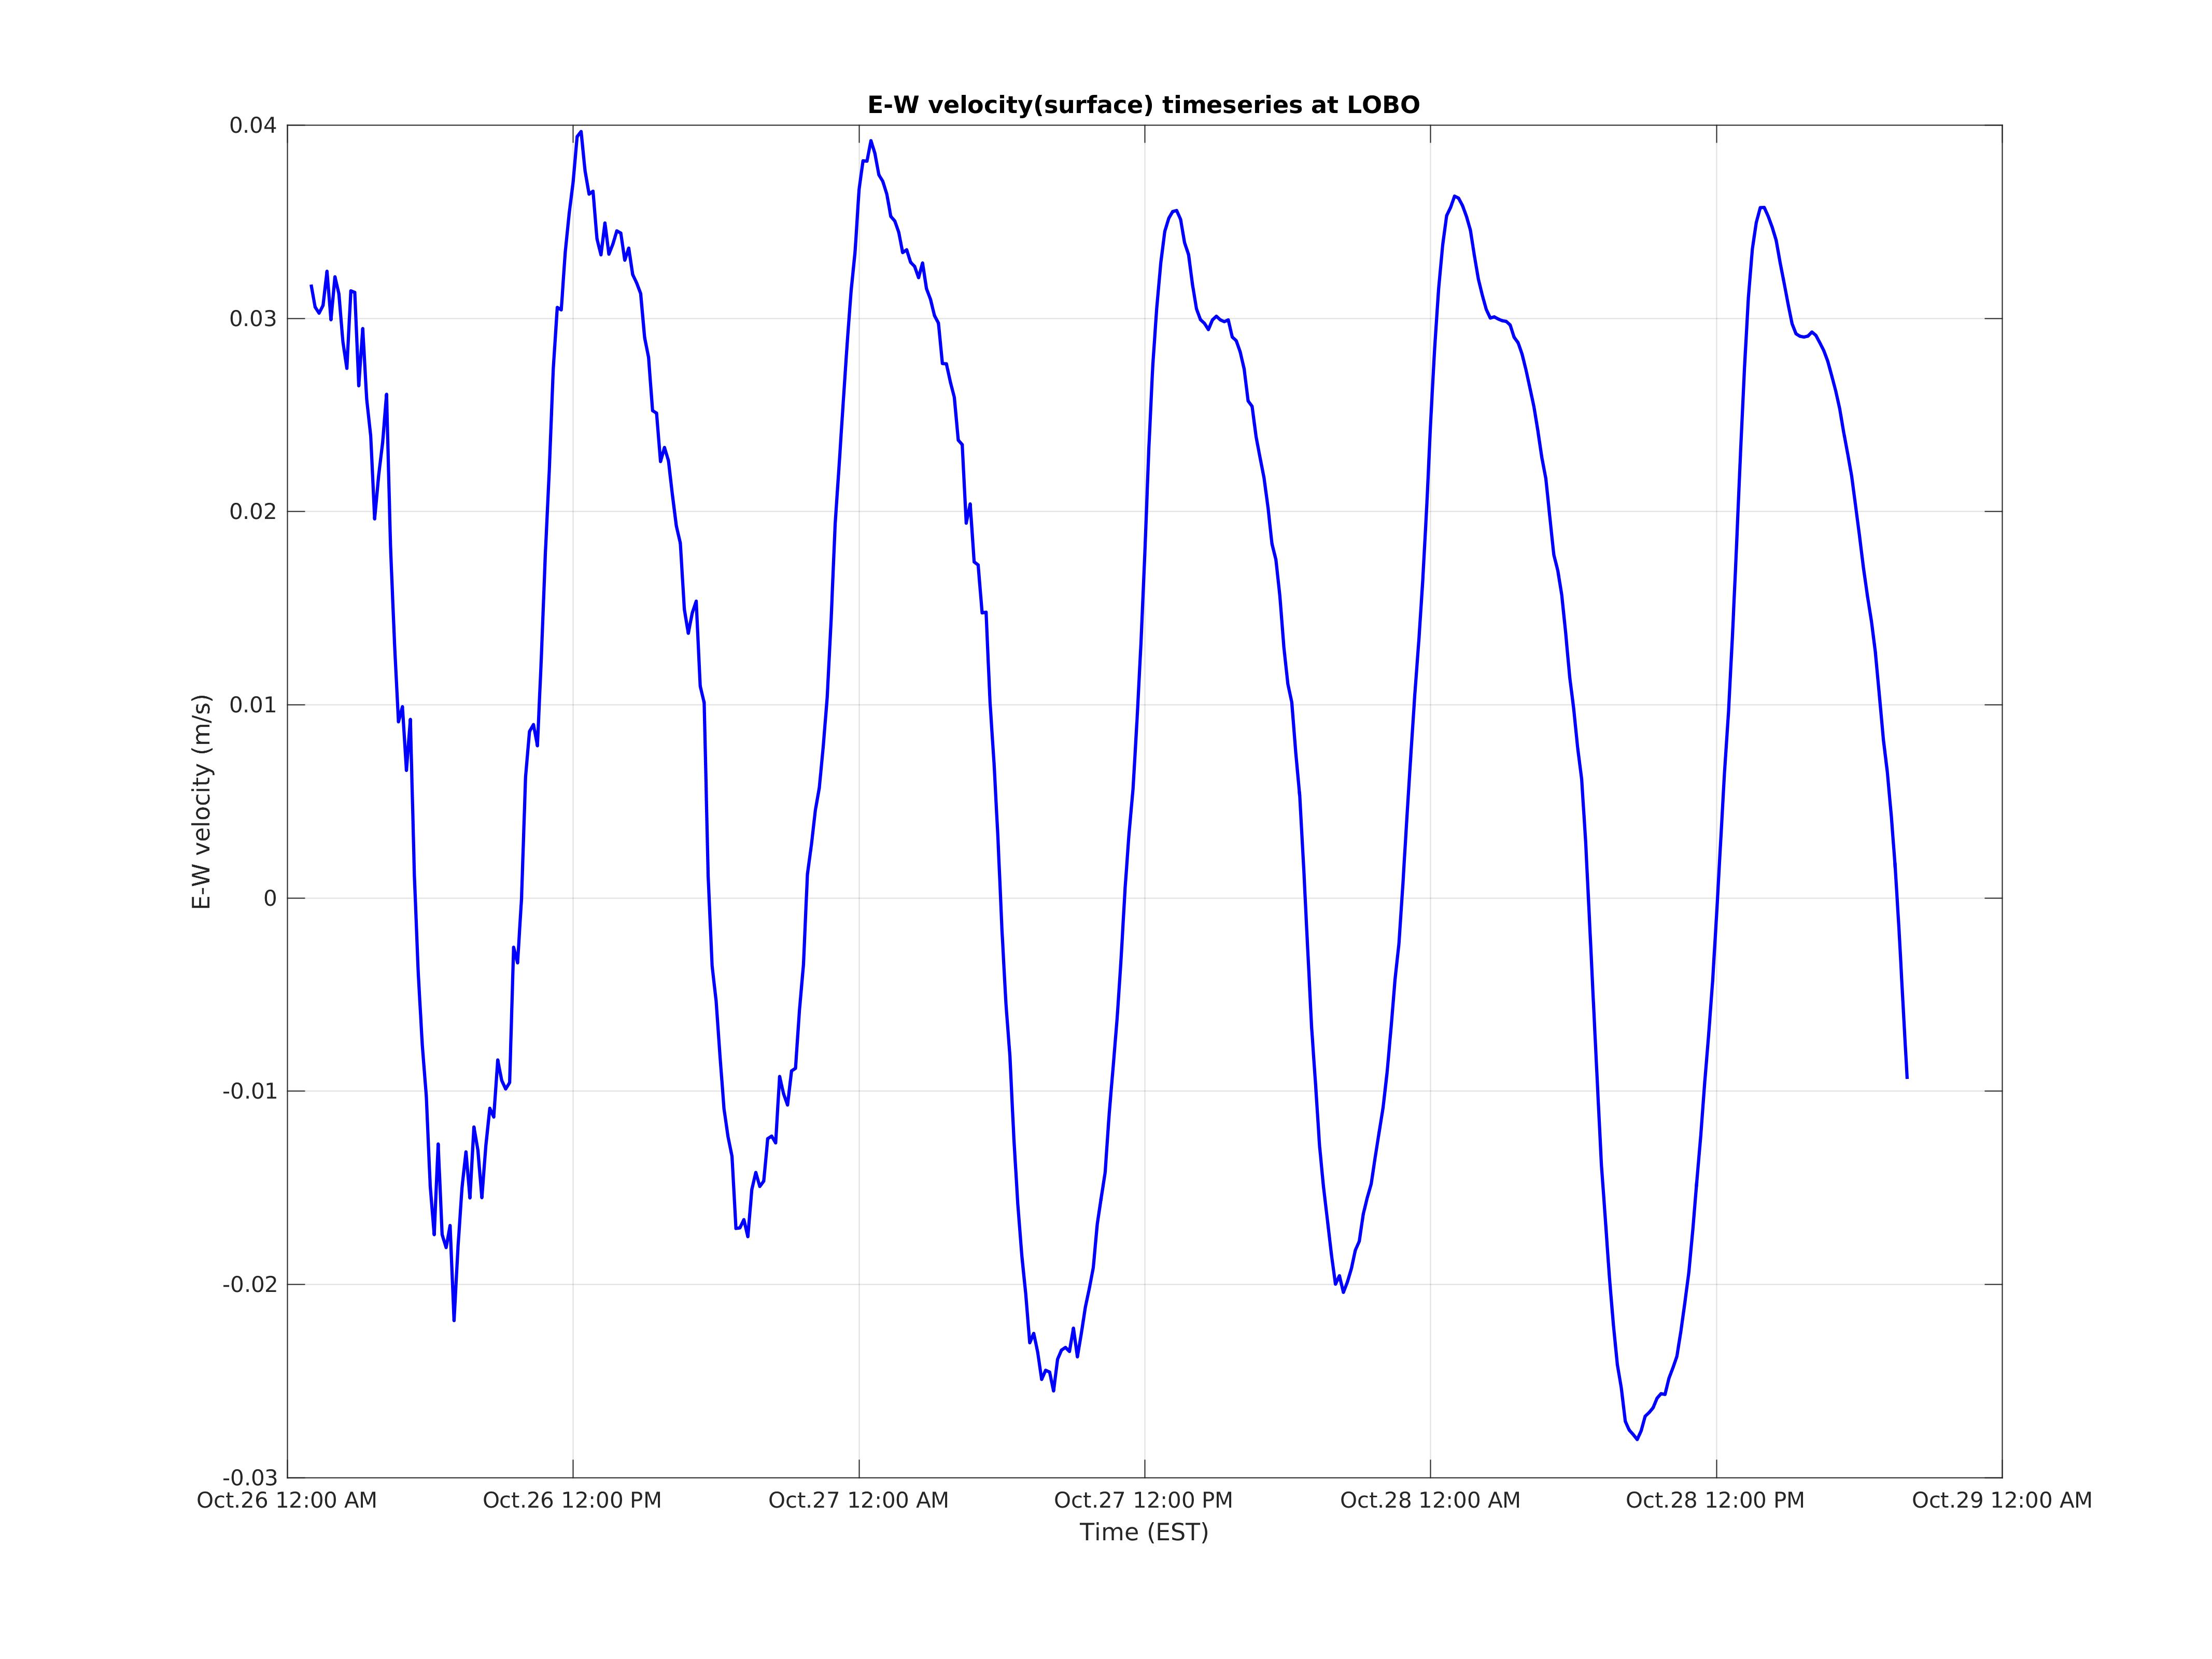 E-W velocity(surface) timeseries at LOBO
0.04
0.03
0.02
0.01
0
-0.01
-0.02
-0.03
E-W velocity (m/s)
Oct.26 12:00 AM
Oct.26 12:00 PM
Oct.27 12:00 AM
Oct.27 12:00 PM
Oct.28 12:00 AM
Oct.28 12:00 PM
Oct.29 12:00 AM
Time (EST)